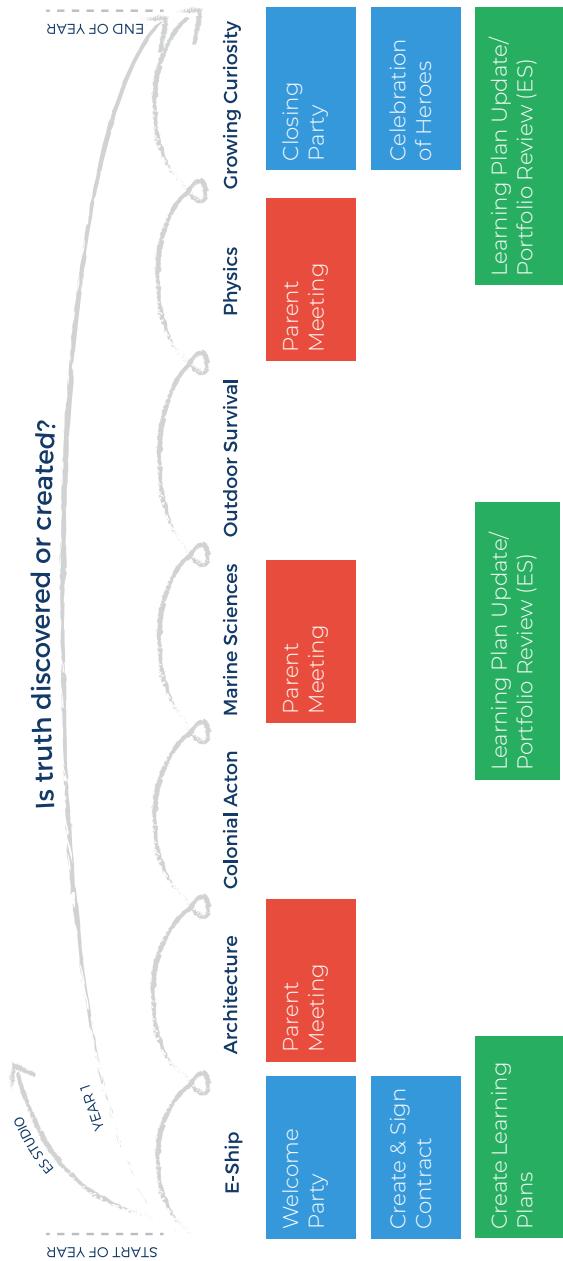 Is truth discovered or created?
START OF YEAR
END OF YEAR
ES STUDIO
YEAR 1
E-Ship
Architecture
Colonial Acton
Marine Sciences
Outdoor Survival
Physics
Growing Curiosity
Welcome
Party
Parent
Meeting
Parent
Meeting
Parent
Meeting
Closing
Party
Create & Sign
Contract
Celebration
of Heroes
Create Learning
Plans
Learning Plan Update/
Portfolio Review (ES)
Learning Plan Update/
Portfolio Review (ES)